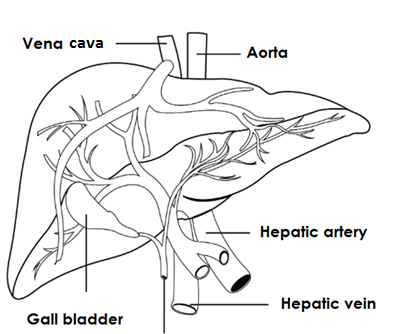 Vena cava
Aorta
Hepatic artery
Hepatic vein
Gall bladder